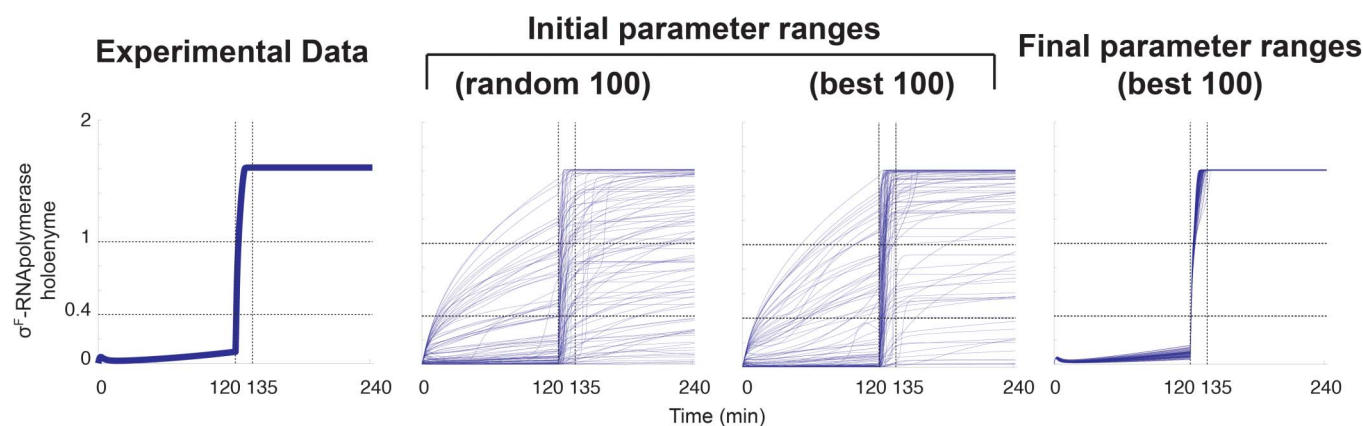 Initial parameter ranges
Experimental Data
Final parameter ranges
(random 100)
(best 100)
(best 100)
σF-RNApolymerase
holoenyme
2
1
0.4
0
0
120
135
240
0
120
135
240
0
120
135
240
0
120
135
240
Time (min)